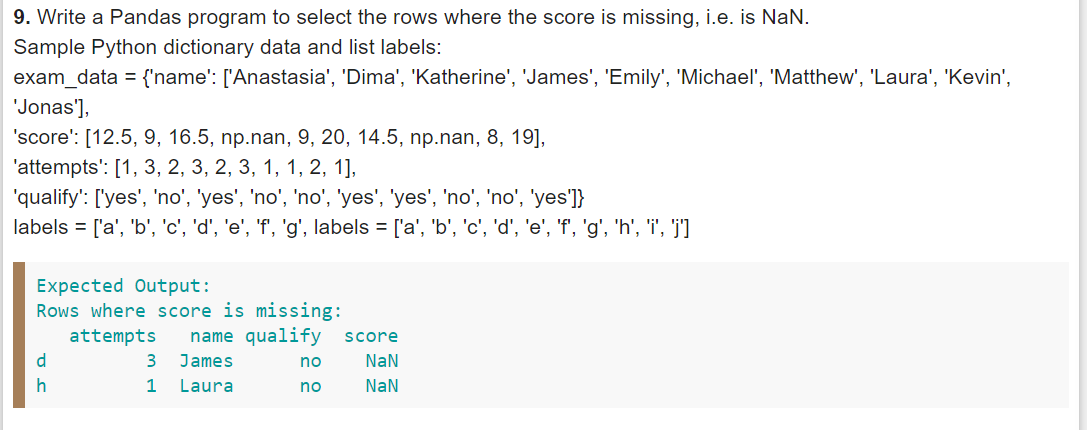 9. Write a Pandas program to select the rows where the score is missing, i.e. is NaN.
Sample Python dictionary data and list labels:
exam_data = {'name': ['Anastasia', 'Dima', 'Katherine', 'James', 'Emily', 'Michael', 'Matthew', 'Laura', 'Kevin',
'Jonas'],
'score': [12.5, 9, 16.5, np.nan, 9, 20, 14.5, np.nan, 8, 19],
'attempts': [1, 3, 2, 3, 2, 3, 1, 1, 2, 1],
'qualify': ['yes', 'no', 'yes', 'no', 'no', 'yes', 'yes', 'no', 'no', 'yes']}
labels = ['a', 'b', 'c', 'd', 'e', 'f', 'g', labels = ['a', 'b', 'c', 'd', 'e', 'f', 'g', 'h', 'i', 'j']
Expected Output:
Rows where score is missing:
attempts name qualify score
d 3 James no NaN
h 1 Laura no NaN